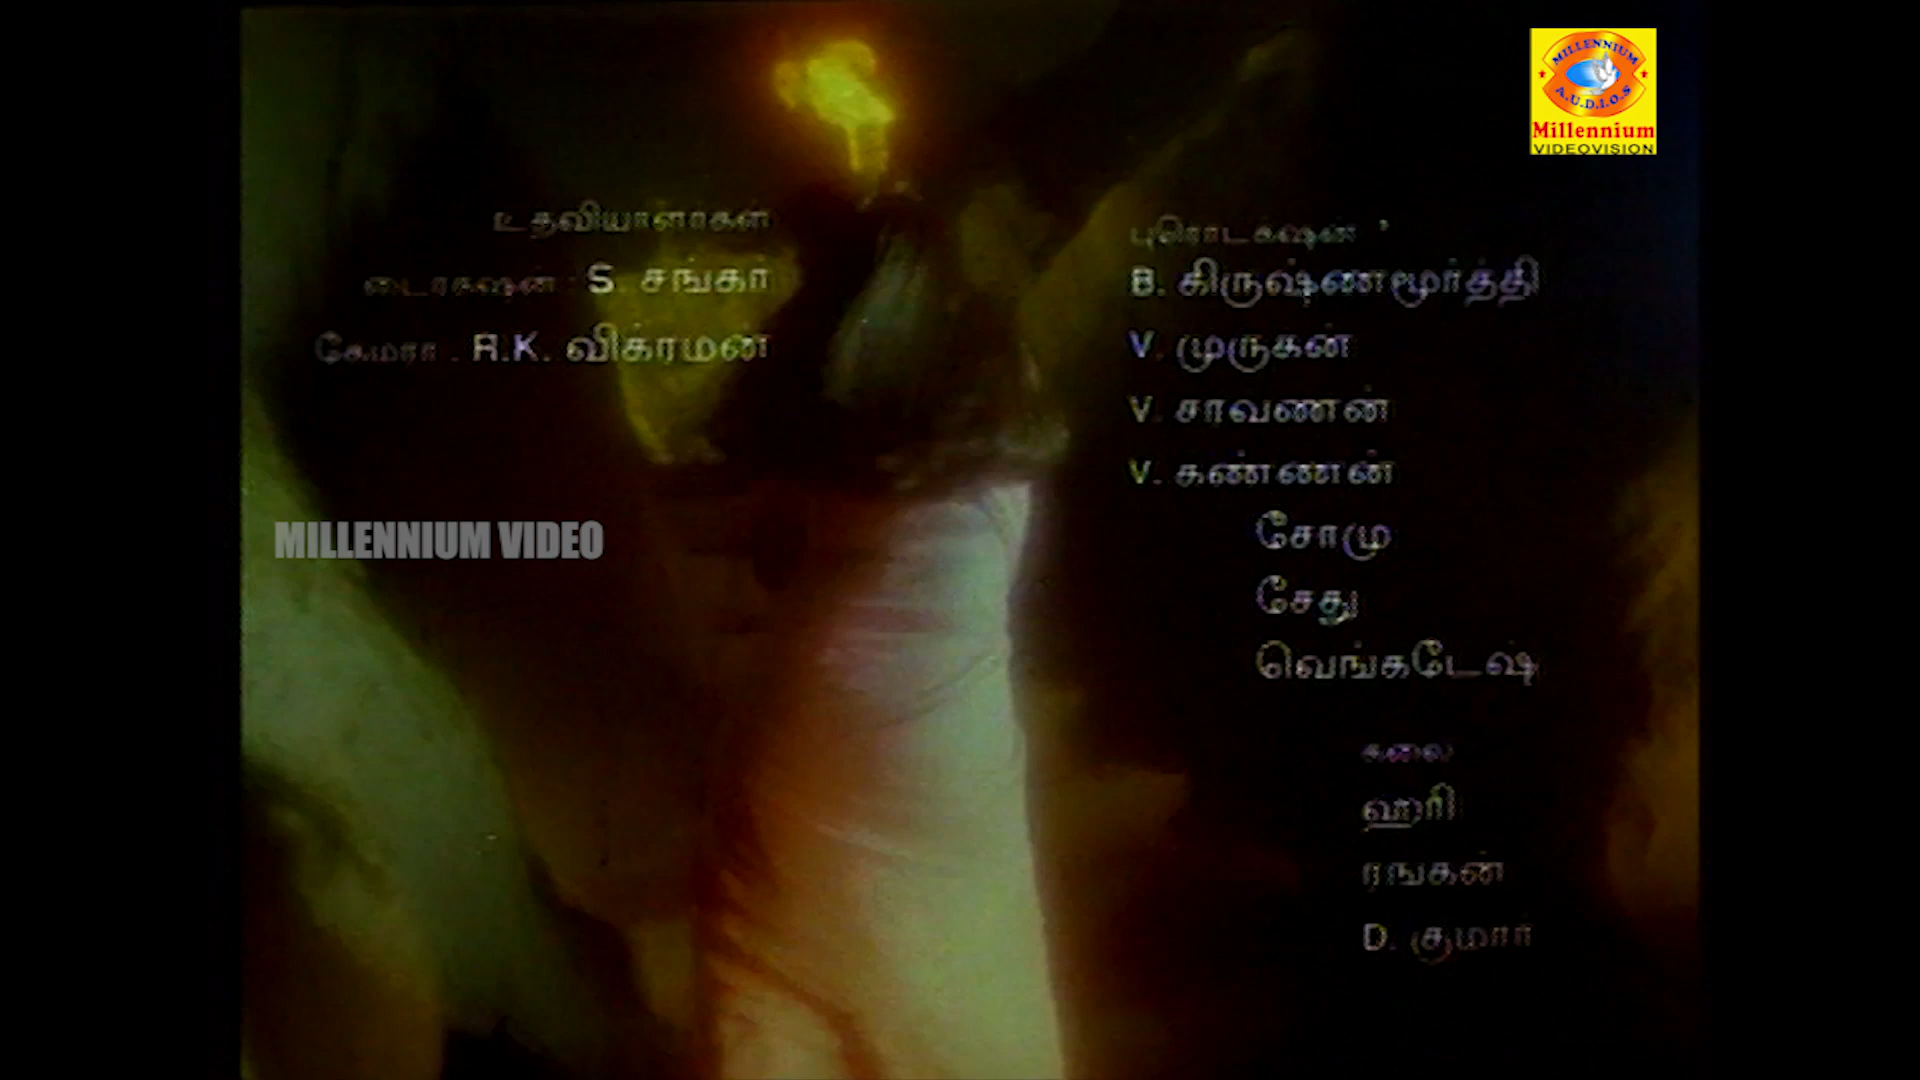 உதவியாளர்கள்
டைரக்ஷன் : S. சங்கர்
கேமரா . R.K. விக்ரமன்
MILLENNIUM VIDEO
புரொடக்ஷன்
B. கிருஷ்ணமூர்த்தி
V. முருகன்
V. சரவணன்
V. கண்ணன்
சோமு
சேது
வெங்கடேஷ்
கலை
ஹரி
ரங்கன்
D. குமார்
MILLENNIUM
A.U.D.I.O.S
Millennium
VIDEOVISION